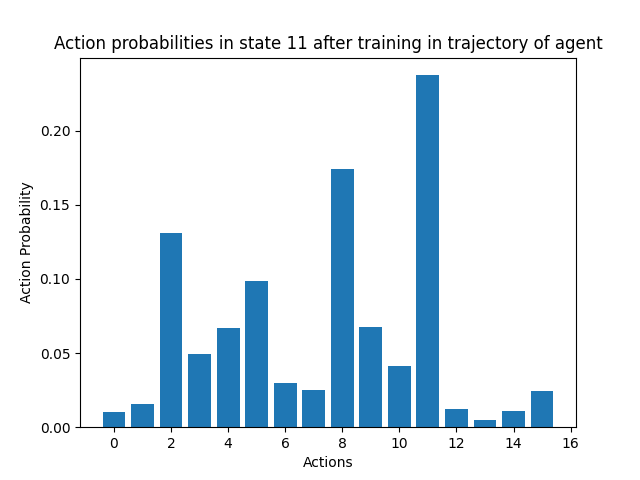 Action probabilities in state 11 after training in trajectory of agent
Action Probability
0.20
0.15
0.10
0.05
0.00
0 2 4 6 8 10 12 14 16
Actions